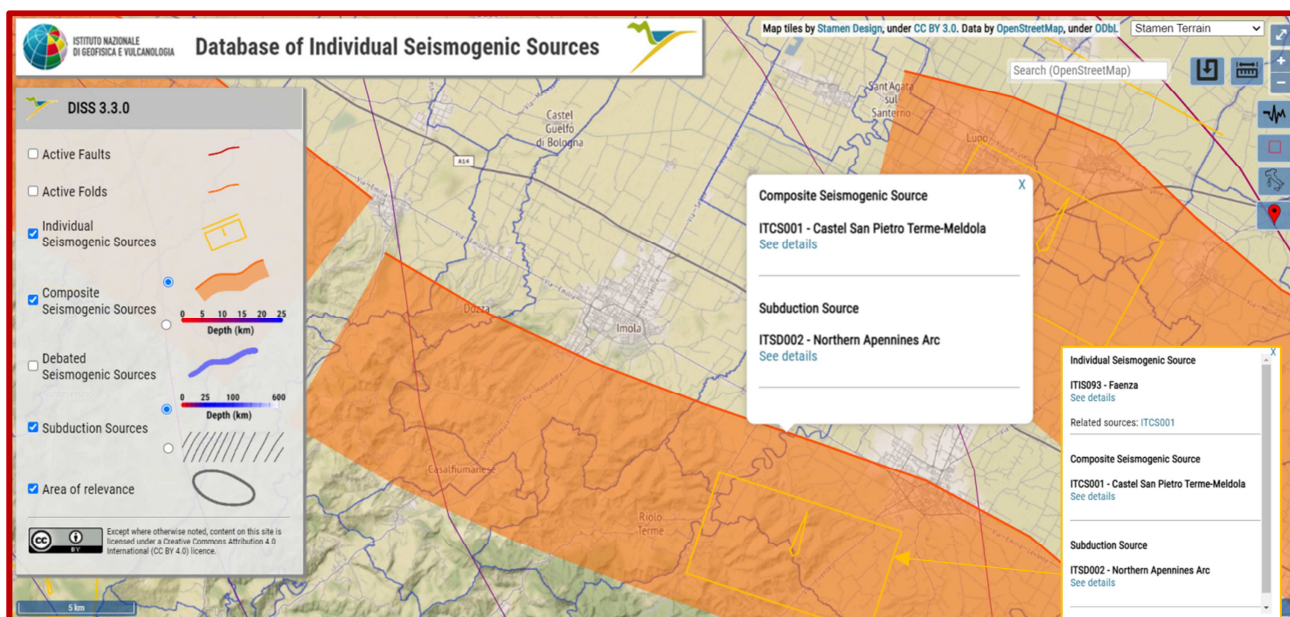 ISTITUTO NAZIONALE
DI GEOFISICA E VULCANOLOGIA
Database of Individual Seismogenic Sources
Map tiles by Stamen Design, under CC BY 3.0. Data by OpenStreetMap, under ODbL
Stamen Terrain
Search (OpenStreetMap)
+
−
DISS 3.3.0
Active Faults
Active Folds
Individual
Seismogenic Sources
Composite
Seismogenic Sources
0 5 10 15 20 25
Depth (km)
Debated
Seismogenic Sources
0 25 100 600
Depth (km)
Subduction Sources
Area of relevance
cc
BY
Except where otherwise noted, content on this site is
licensed under a Creative Commons Attribution 4.0
International (CC BY 4.0) licence.
5 km
Castel
Guelfo
di Bologna
A14
Sant'Agata
sul
Santerno
Lugo
Dozza
Imola
Casalfiumanese
Riolo
Terme
X
Composite Seismogenic Source
ITCS001 - Castel San Pietro Terme-Meldola
See details
Subduction Source
ITSD002 - Northern Apennines Arc
See details
X
Individual Seismogenic Source
ITIS093 - Faenza
See details
Related sources: ITCS001
Composite Seismogenic Source
ITCS001 - Castel San Pietro Terme-Meldola
See details
Subduction Source
ITSD002 - Northern Apennines Arc
See details